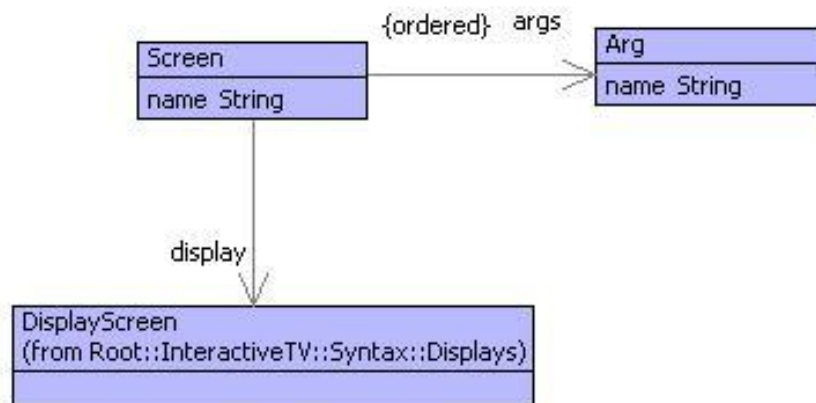 {ordered} args
Screen
name String
Arg
name String
display
DisplayScreen
(from Root::InteractiveTV::Syntax::Displays)